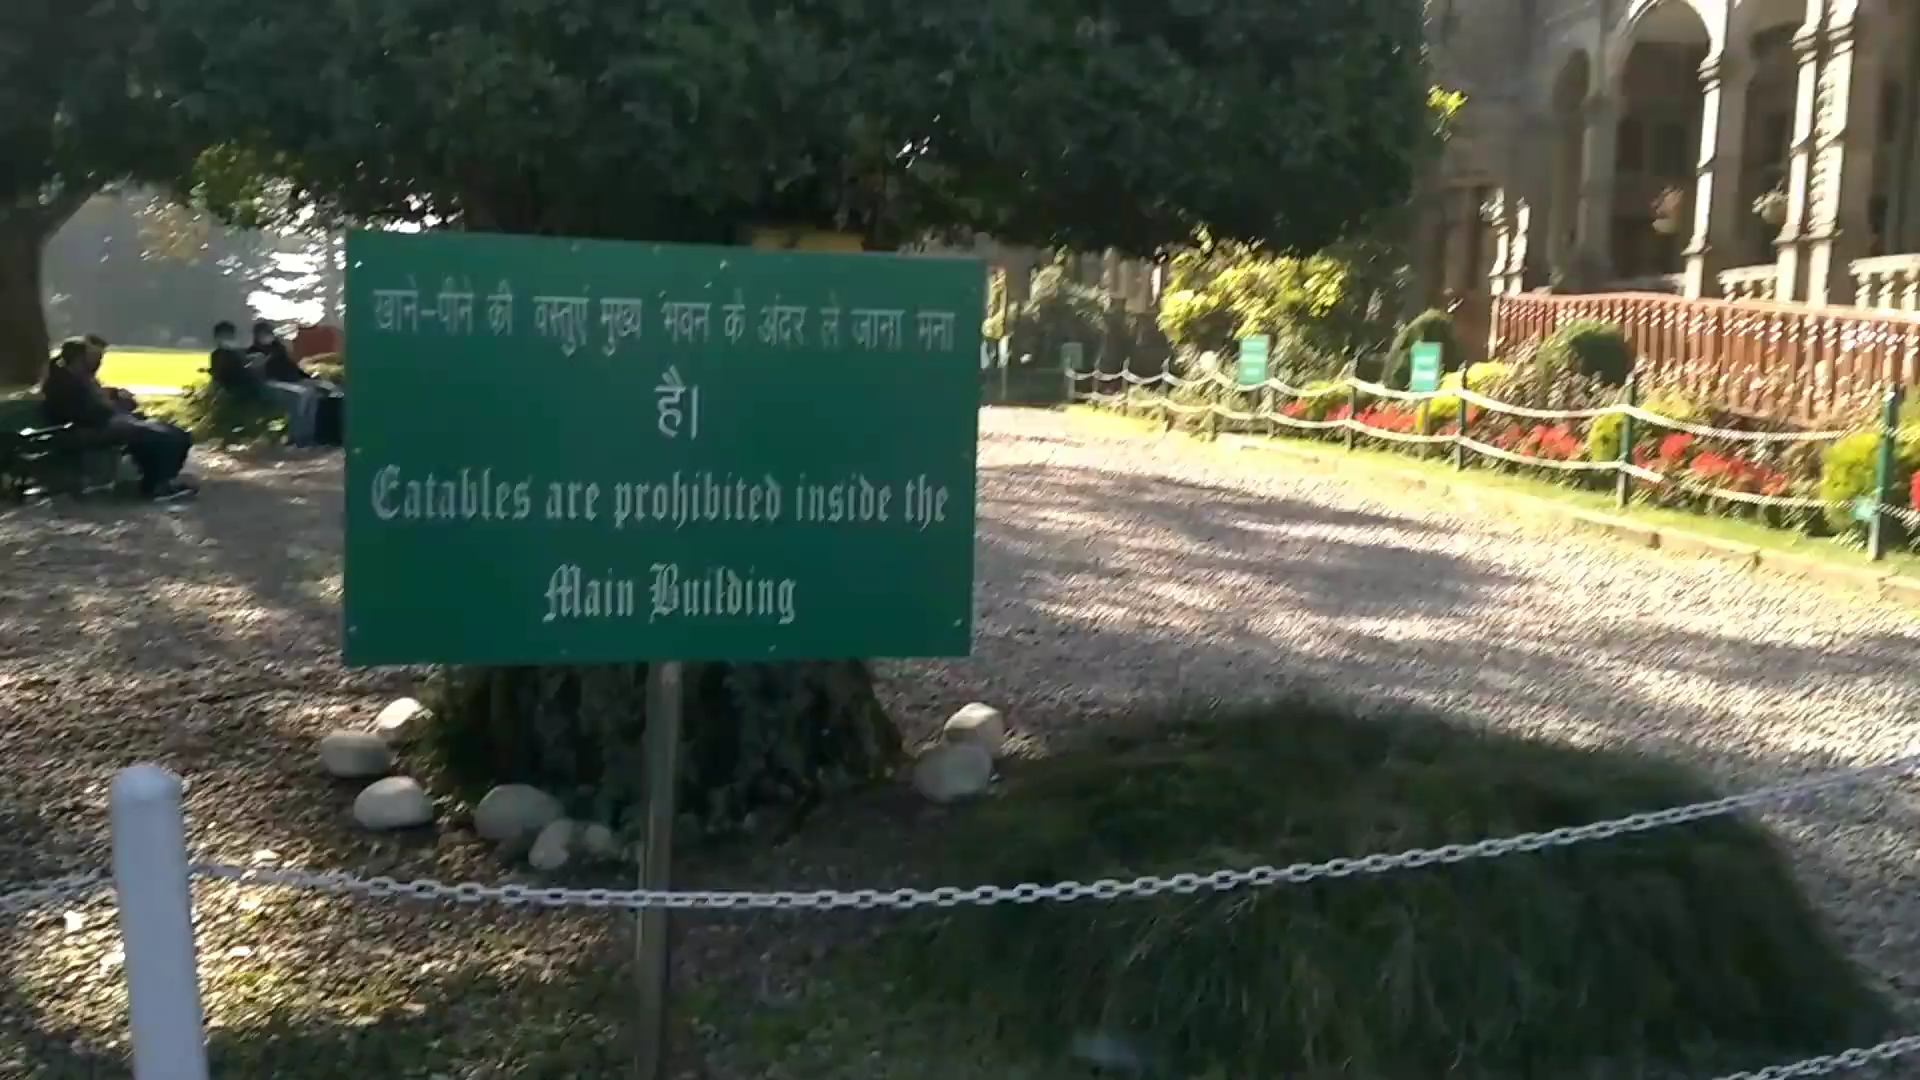 खाने-पीने की वस्तुएं मुख्य भवन के अंदर ले जाना मना
है।
Eatables are prohibited inside the
Main Building